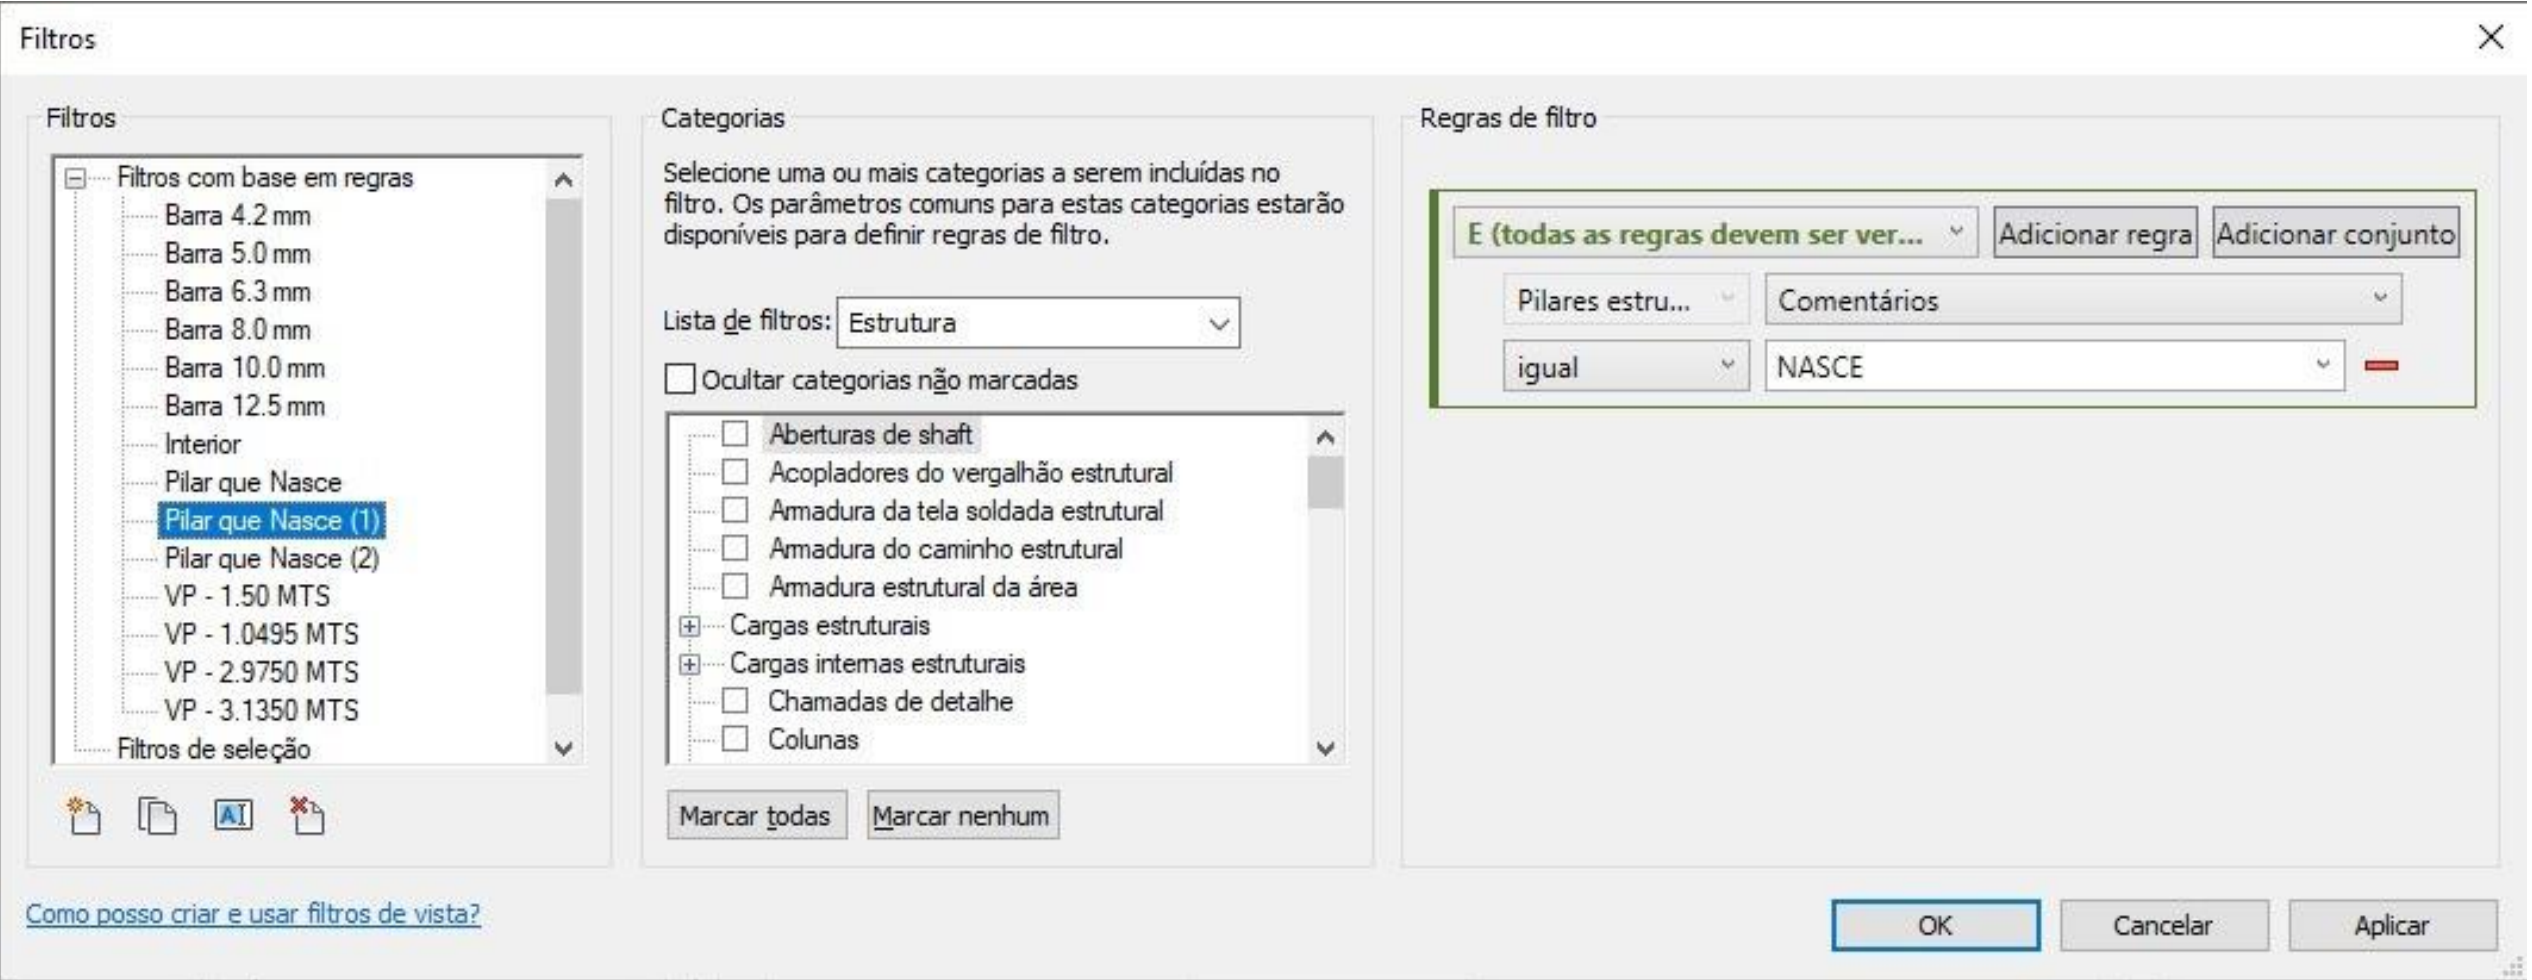 Filtros
Filtros
Filtros com base em regras
Barra 4.2 mm
Barra 5.0 mm
Barra 6.3 mm
Barra 8.0 mm
Barra 10.0 mm
Barra 12.5 mm
Interior
Pilar que Nasce
Pilar que Nasce (1)
Pilar que Nasce (2)
VP - 1.50 MTS
VP - 1.0495 MTS
VP - 2.9750 MTS
VP - 3.1350 MTS
Filtros de seleção
Como posso criar e usar filtros de vista?
Categorias
Selecione uma ou mais categorias a serem incluídas no
filtro. Os parâmetros comuns para estas categorias estarão
disponíveis para definir regras de filtro.
Lista de filtros: Estrutura
Ocultar categorias não marcadas
Aberturas de shaft
Acopladores do vergalhão estrutural
Armadura da tela soldada estrutural
Armadura do caminho estrutural
Armadura estrutural da área
Cargas estruturais
Cargas internas estruturais
Chamadas de detalhe
Colunas
Marcar todas Marcar nenhum
Regras de filtro
E (todas as regras devem ser ver... Adicionar regra Adicionar conjunto
Pilares estru... Comentários
igual NASCE
OK Cancelar Aplicar